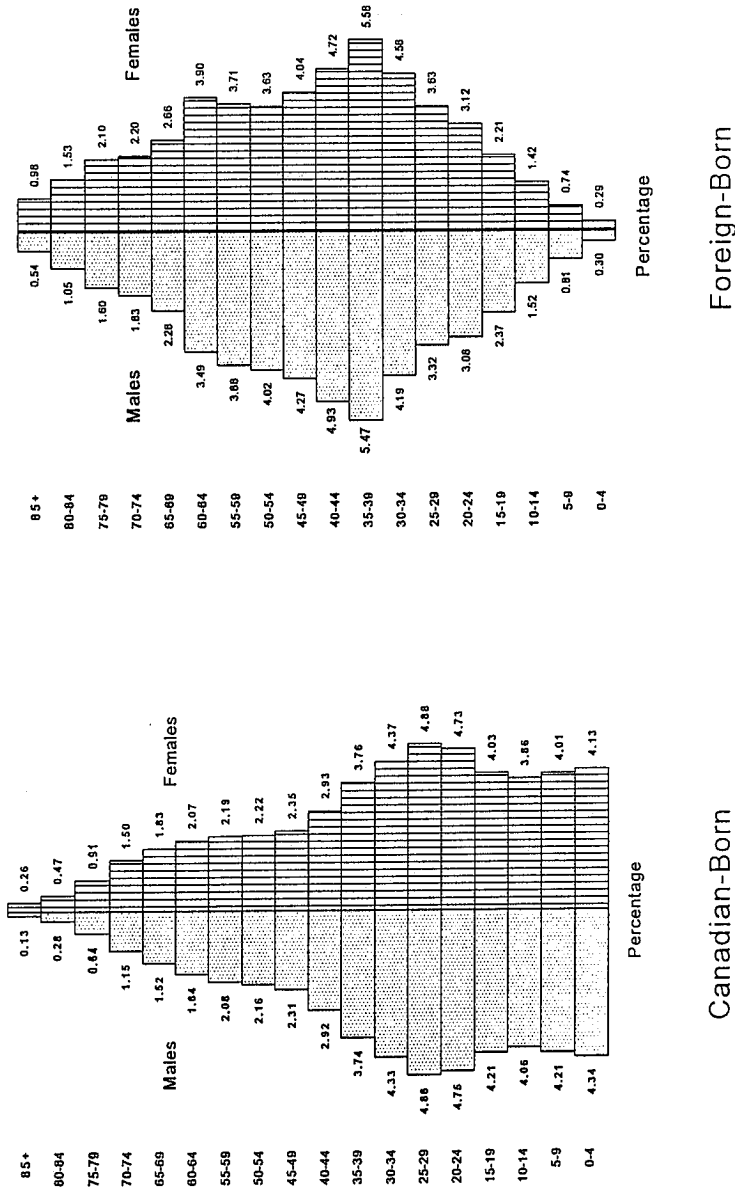 85+ 0.13 0.26
80-84 0.28 0.47
75-79 0.64 0.91
70-74 1.15 1.50
65-69 1.52 1.83
60-64 1.84 2.07
55-59 2.08 2.19
50-54 2.16 2.22
45-49 2.31 2.35
40-44 2.92 2.93
35-39 3.74 3.76
30-34 4.33 4.37
25-29 4.86 4.88
20-24 4.75 4.73
15-19 4.21 4.03
10-14 4.06 3.86
5-9 4.21 4.01
0-4 4.34 4.13
Males Females
Percentage
Canadian-Born
85+ 0.54 0.98
80-84 1.05 1.53
75-79 1.60 2.10
70-74 1.83 2.20
65-69 2.28 2.66
60-64 3.49 3.90
55-59 3.88 3.71
50-54 4.02 3.63
45-49 4.27 4.04
40-44 4.93 4.72
35-39 5.47 5.58
30-34 4.19 4.58
25-29 3.32 3.63
20-24 3.08 3.12
15-19 2.37 2.21
10-14 1.52 1.42
5-9 0.81 0.74
0-4 0.30 0.29
Males Females
Percentage
Foreign-Born